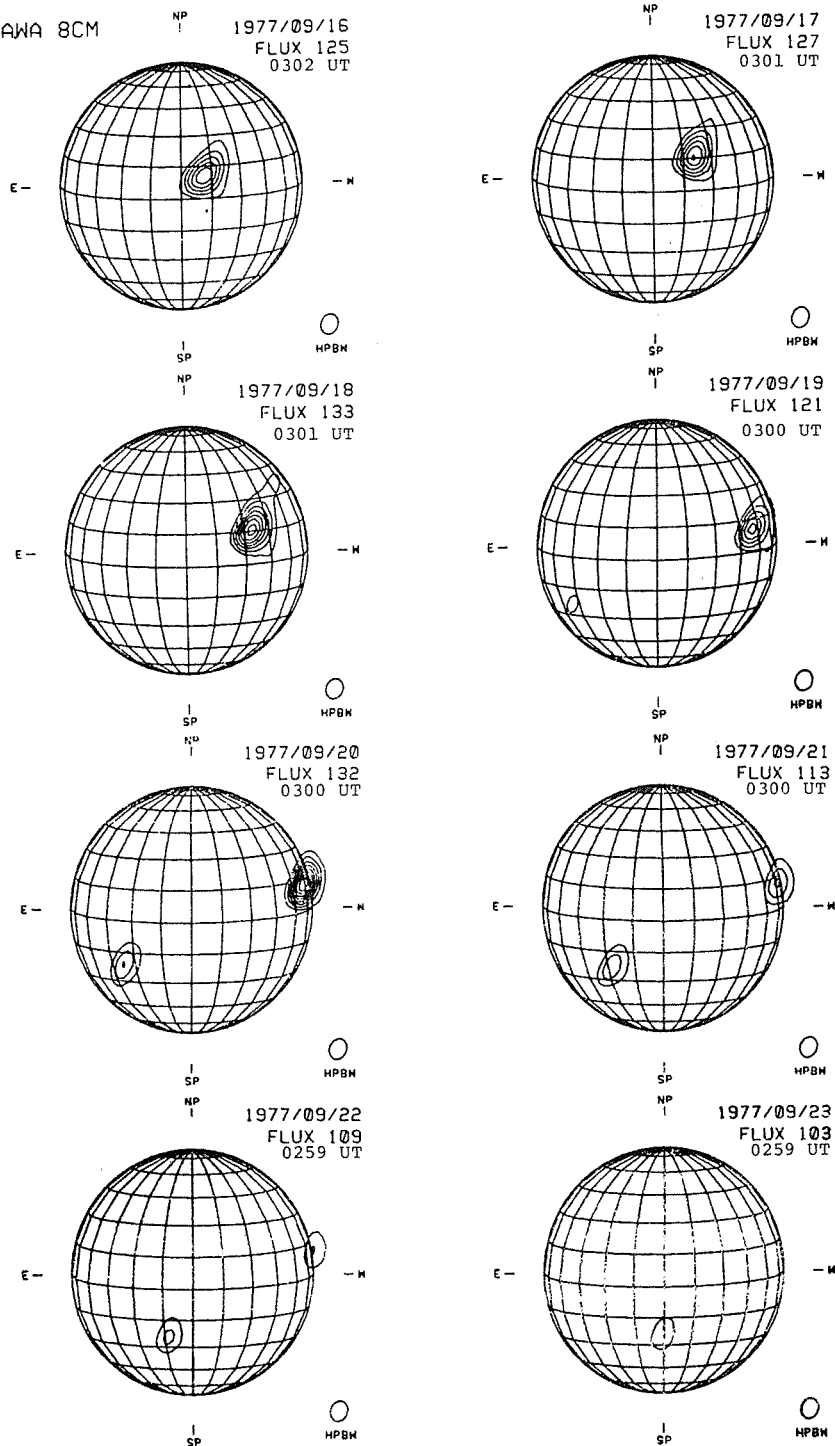 AWA 8CM
NP
1977/09/16
FLUX 125
0302 UT
E
W
HPBW
SP
NP
1977/09/17
FLUX 127
0301 UT
E
W
HPBW
SP
NP
1977/09/18
FLUX 133
0301 UT
E
W
HPBW
SP
NP
1977/09/19
FLUX 121
0300 UT
E
W
HPBW
SP
NP
1977/09/20
FLUX 132
0300 UT
E
W
HPBW
SP
NP
1977/09/21
FLUX 113
0300 UT
E
W
HPBW
SP
NP
1977/09/22
FLUX 109
0259 UT
E
W
HPBW
SP
NP
1977/09/23
FLUX 103
0259 UT
E
W
HPBW
SP